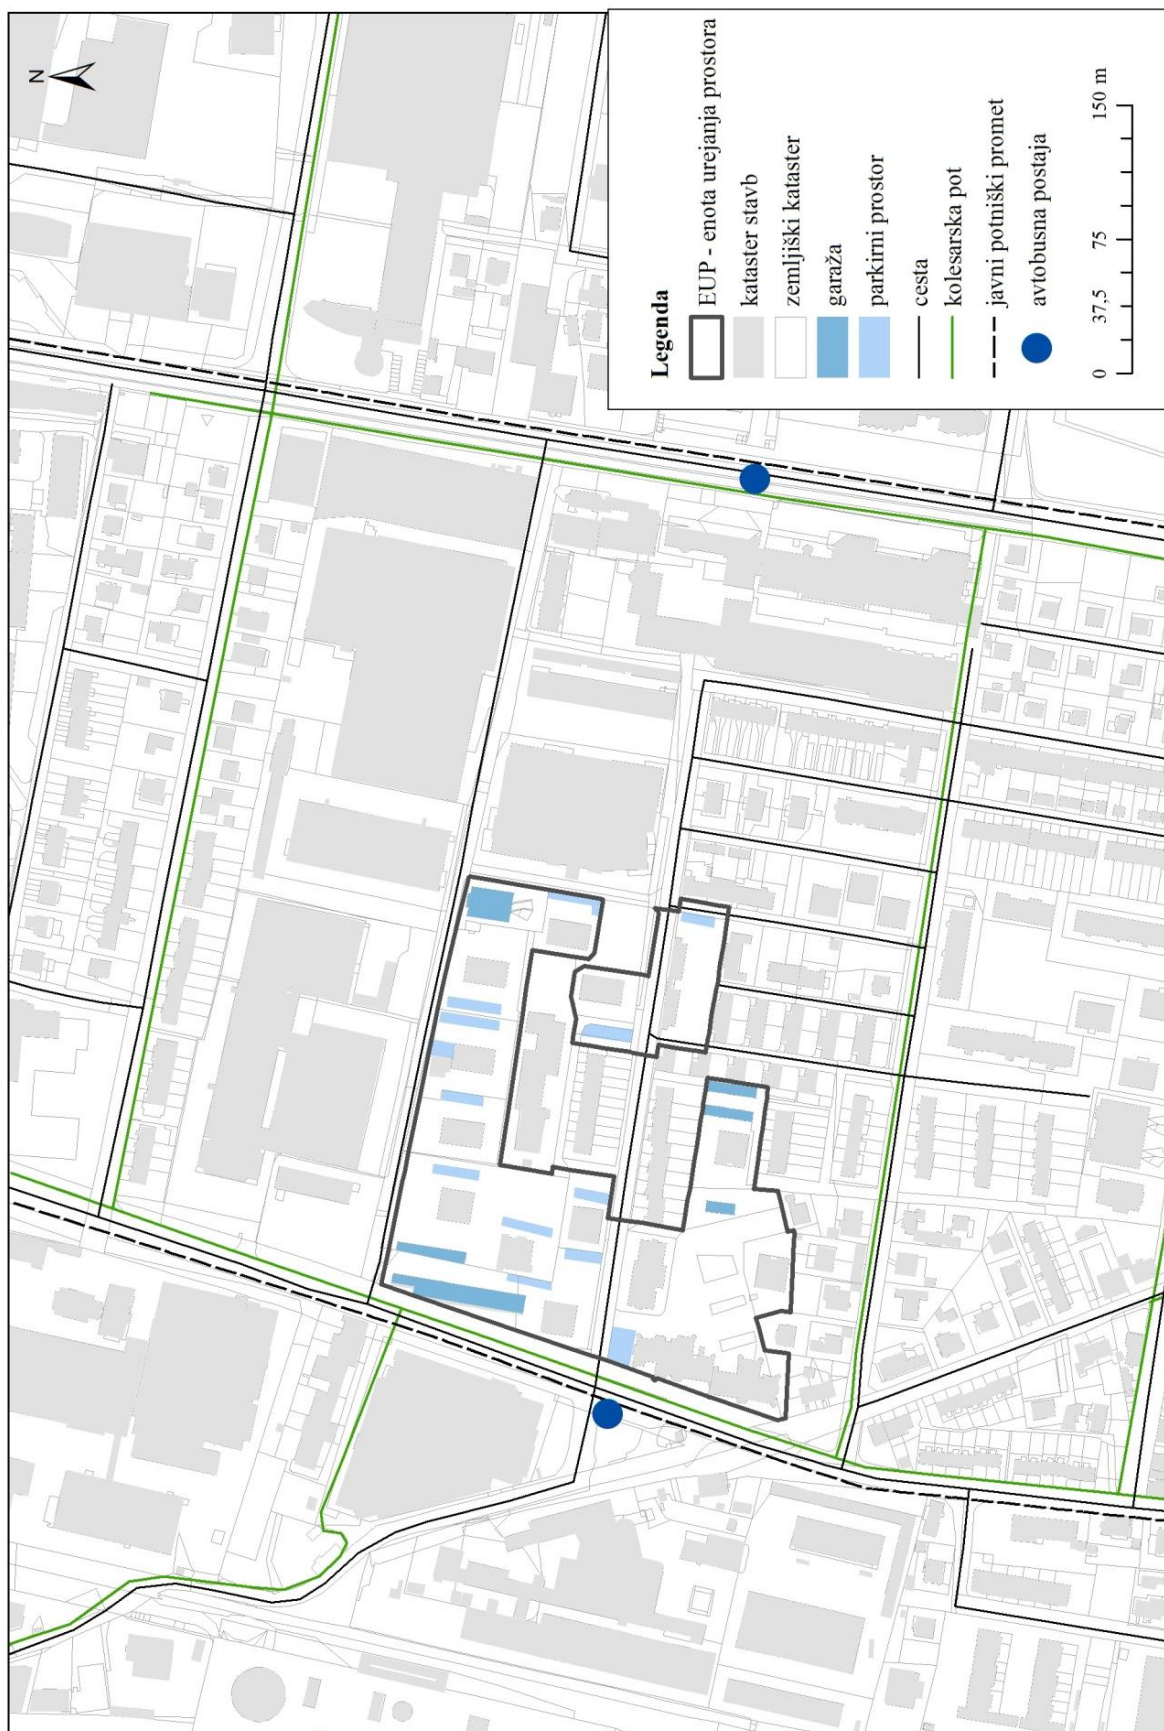 N
Legenda
EUP - enota urejanja prostora
kataster stavb
zemljiški kataster
garaža
parkirni prostor
cesta
kolesarska pot
javni potniški promet
avtobusna postaja
0 37,5 75 150 m